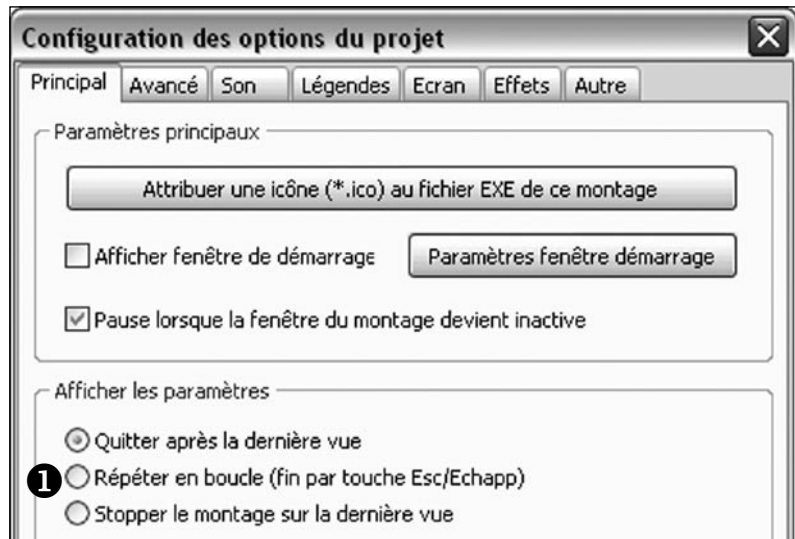 Configuration des options du projet
Principal Avancé Son Légendes Ecran Effets Autre
Paramètres principaux
Attribuer une icône (*.ico) au fichier EXE de ce montage
Afficher fenêtre de démarrage Paramètres fenêtre démarrage
Pause lorsque la fenêtre du montage devient inactive
Afficher les paramètres
Quitter après la dernière vue
❶ Répéter en boucle (fin par touche Esc/Echapp)
Stopper le montage sur la dernière vue